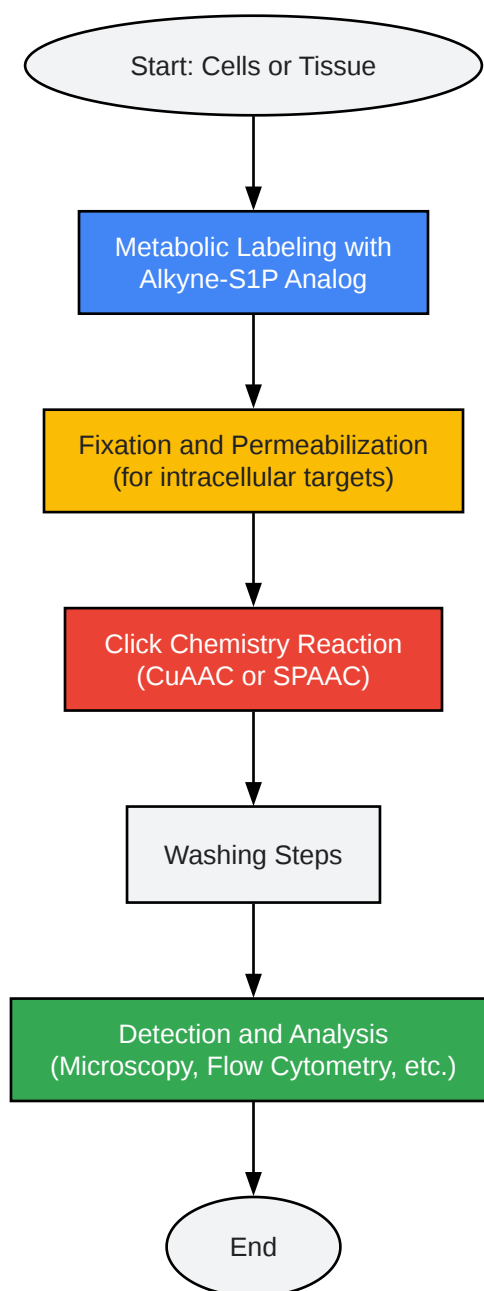 Start: Cells or Tissue
Metabolic Labeling with
Alkyne-S1P Analog
Fixation and Permeabilization
(for intracellular targets)
Click Chemistry Reaction
(CuAAC or SPAAC)
Washing Steps
Detection and Analysis
(Microscopy, Flow Cytometry, etc.)
End